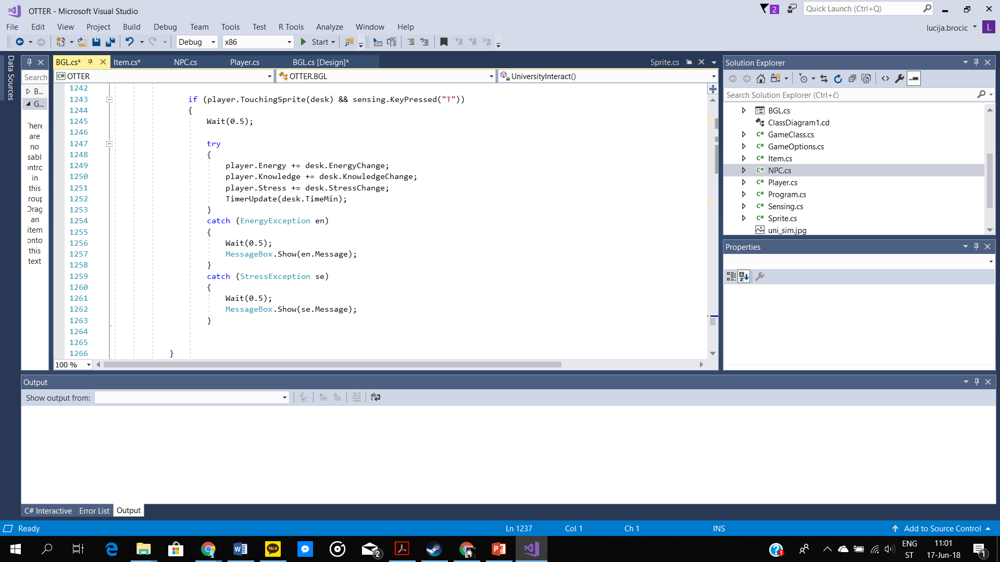 OTTER - Microsoft Visual Studio
2
Quick Launch (Ctrl+Q)
File Edit View Project Build Debug Team Tools Test R Tools Analyze Window Help
lucija.brocic
L
Debug x86 Start
Data Sources
BGL.cs* Item.cs* NPC.cs Player.cs BGL.cs [Design]* Sprite.cs
Search
OTTER OTTER.BGL UniversityInteract()
B...
G...
There
are
no
in
this
an
item
this
text
1242
1243 if (player.TouchingSprite(desk) && sensing.KeyPressed("T"))
1244 {
1245 Wait(0.5);
1246
1247 try
1248 {
1249 player.Energy += desk.EnergyChange;
1250 player.Knowledge += desk.KnowledgeChange;
1251 player.Stress += desk.StressChange;
1252 TimerUpdate(desk.TimeMin);
1253 }
1254 catch (EnergyException en)
1255 {
1256 Wait(0.5);
1257 MessageBox.Show(en.Message);
1258 }
1259 catch (StressException se)
1260 {
1261 Wait(0.5);
1262 MessageBox.Show(se.Message);
1263 }
1264
1265
1266 }
100 %
Solution Explorer
Search Solution Explorer (Ctrl+č)
BGL.cs
ClassDiagram1.cd
C# GameClass.cs
C# GameOptions.cs
C# Item.cs
C# NPC.cs
C# Player.cs
C# Program.cs
C# Sensing.cs
C# Sprite.cs
uni_sim.jpg
Properties
Output
Show output from:
C# Interactive Error List Output
Ready Ln 1237 Col 1 Ch 1 INS Add to Source Control
TALK
2
ENG
ST
11:01
17-Jun-18
1